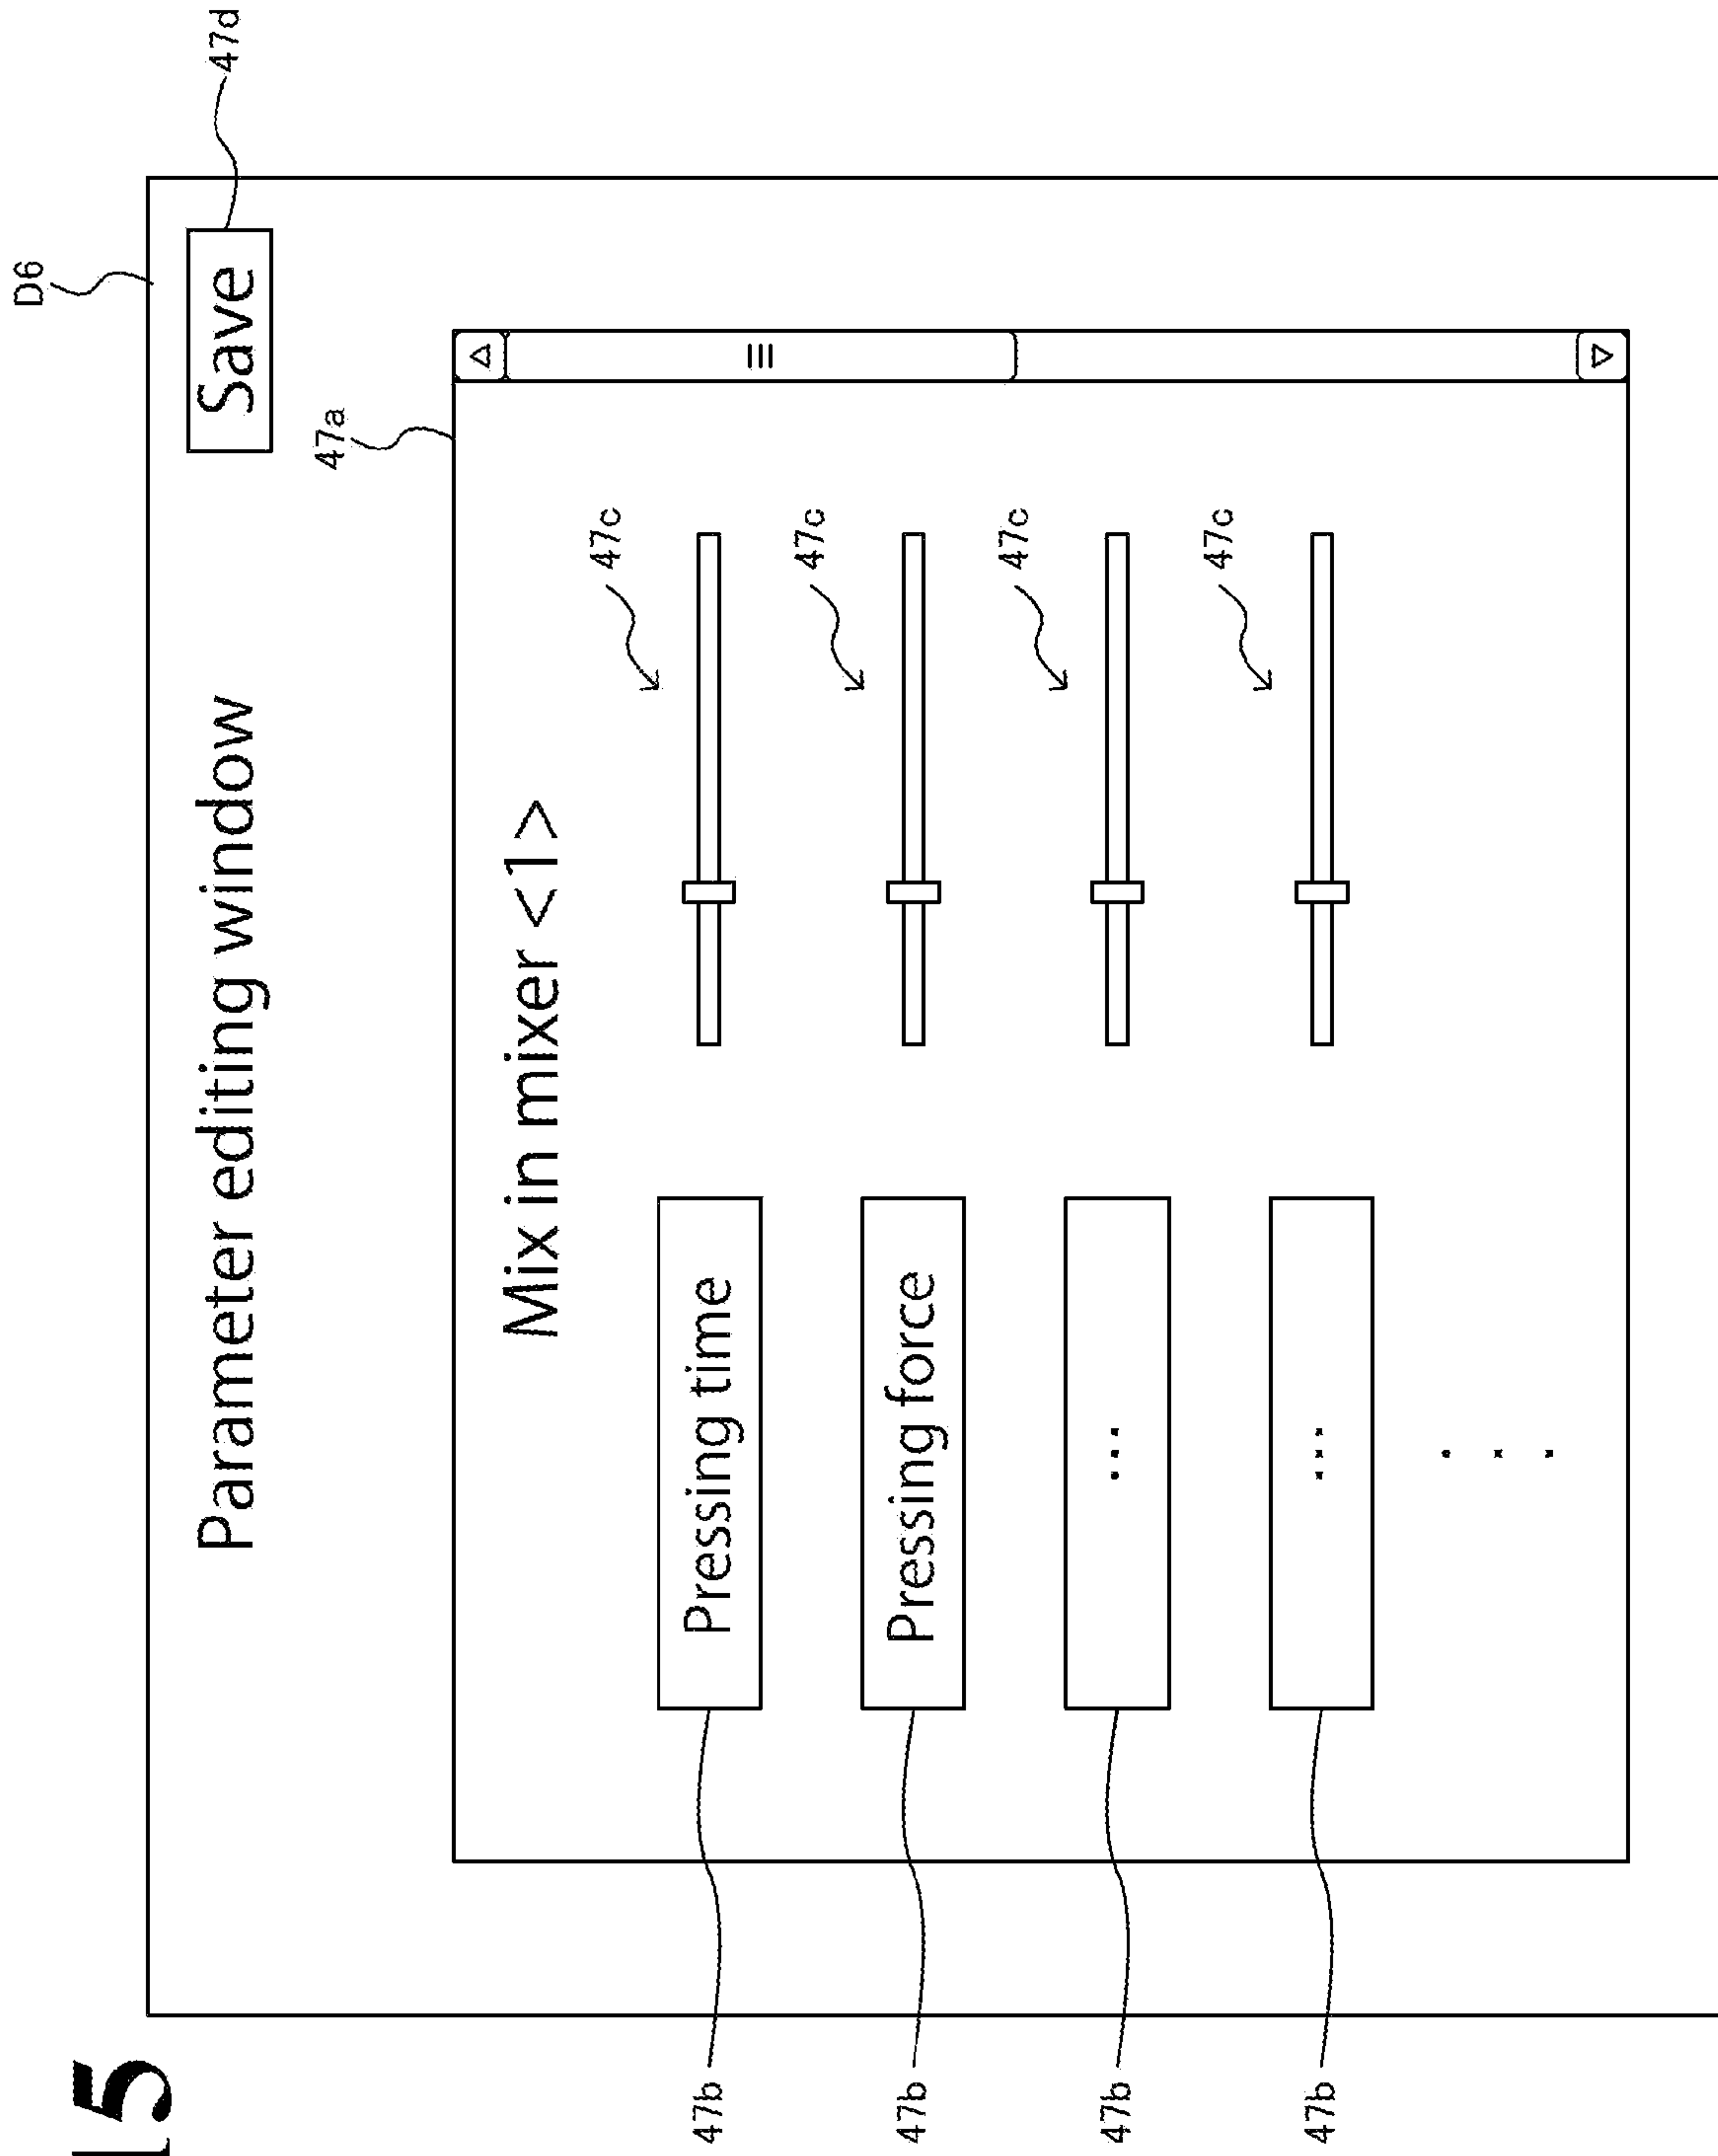 15
D6
Parameter editing window
Save
47d
47a
Mix in mixer <1>
47b
Pressing time
47c
47b
Pressing force
47c
47b
...
47c
47b
...
47c